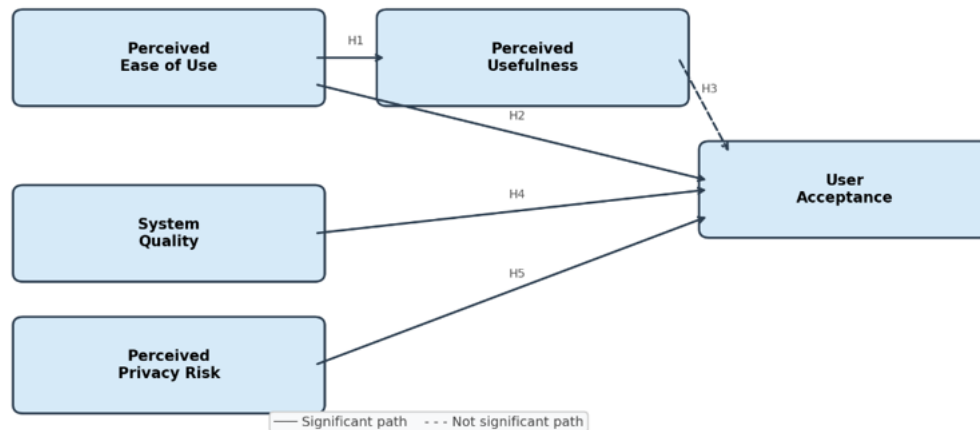 Perceived
Ease of Use
H1
Perceived
Usefulness
H3
H2
User
Acceptance
System
Quality
H4
H5
Perceived
Privacy Risk
Significant path
Not significant path